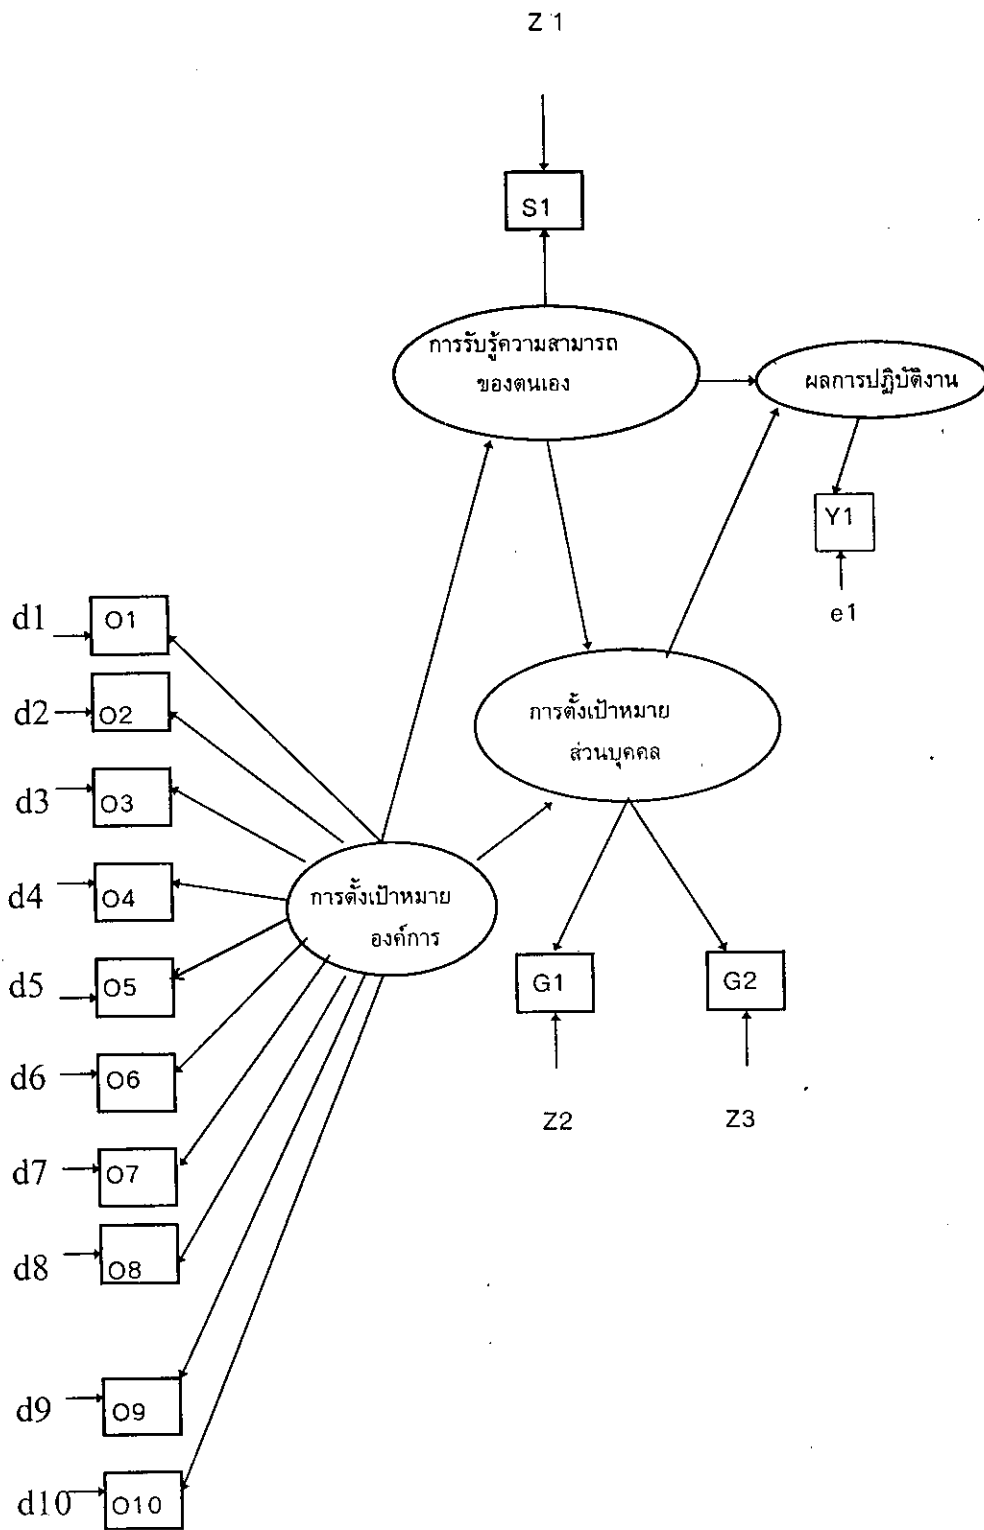 Z 1
S1
การรับรู้ความสามารถ
ของตนเอง
ผลการปฏิบัติงาน
Y1
e1
d1
O1
d2
O2
d3
O3
d4
O4
d5
O5
d6
O6
d7
O7
d8
O8
d9
O9
d10
O10
การตั้งเป้าหมาย
ส่วนบุคคล
การตั้งเป้าหมาย
องค์การ
G1
G2
Z2
Z3